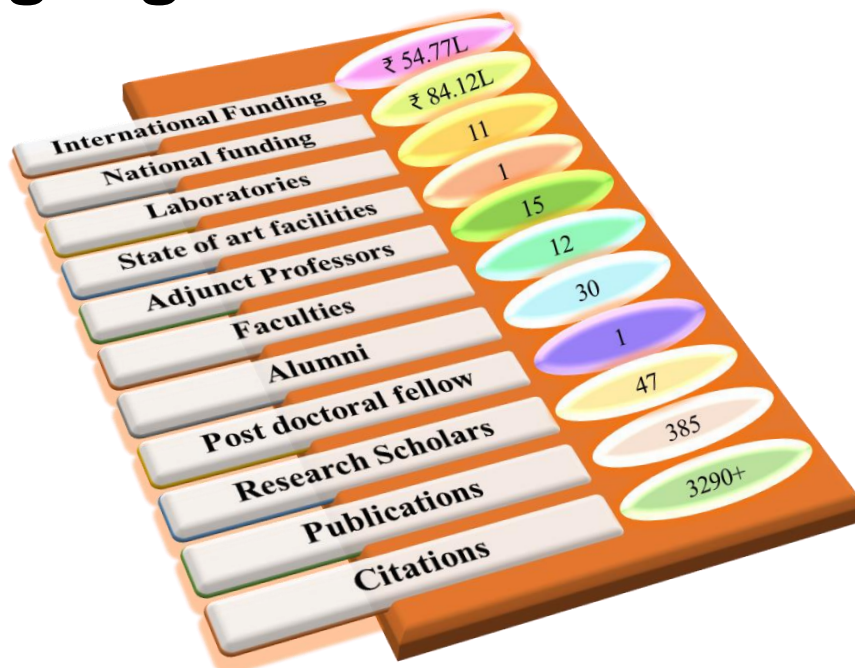 International Funding ₹ 54.77L
National funding ₹ 84.12L
Laboratories 11
State of art facilities 1
Adjunct Professors 15
Faculties 12
Alumni 30
Post doctoral fellow 1
Research Scholars 47
Publications 385
Citations 3290+